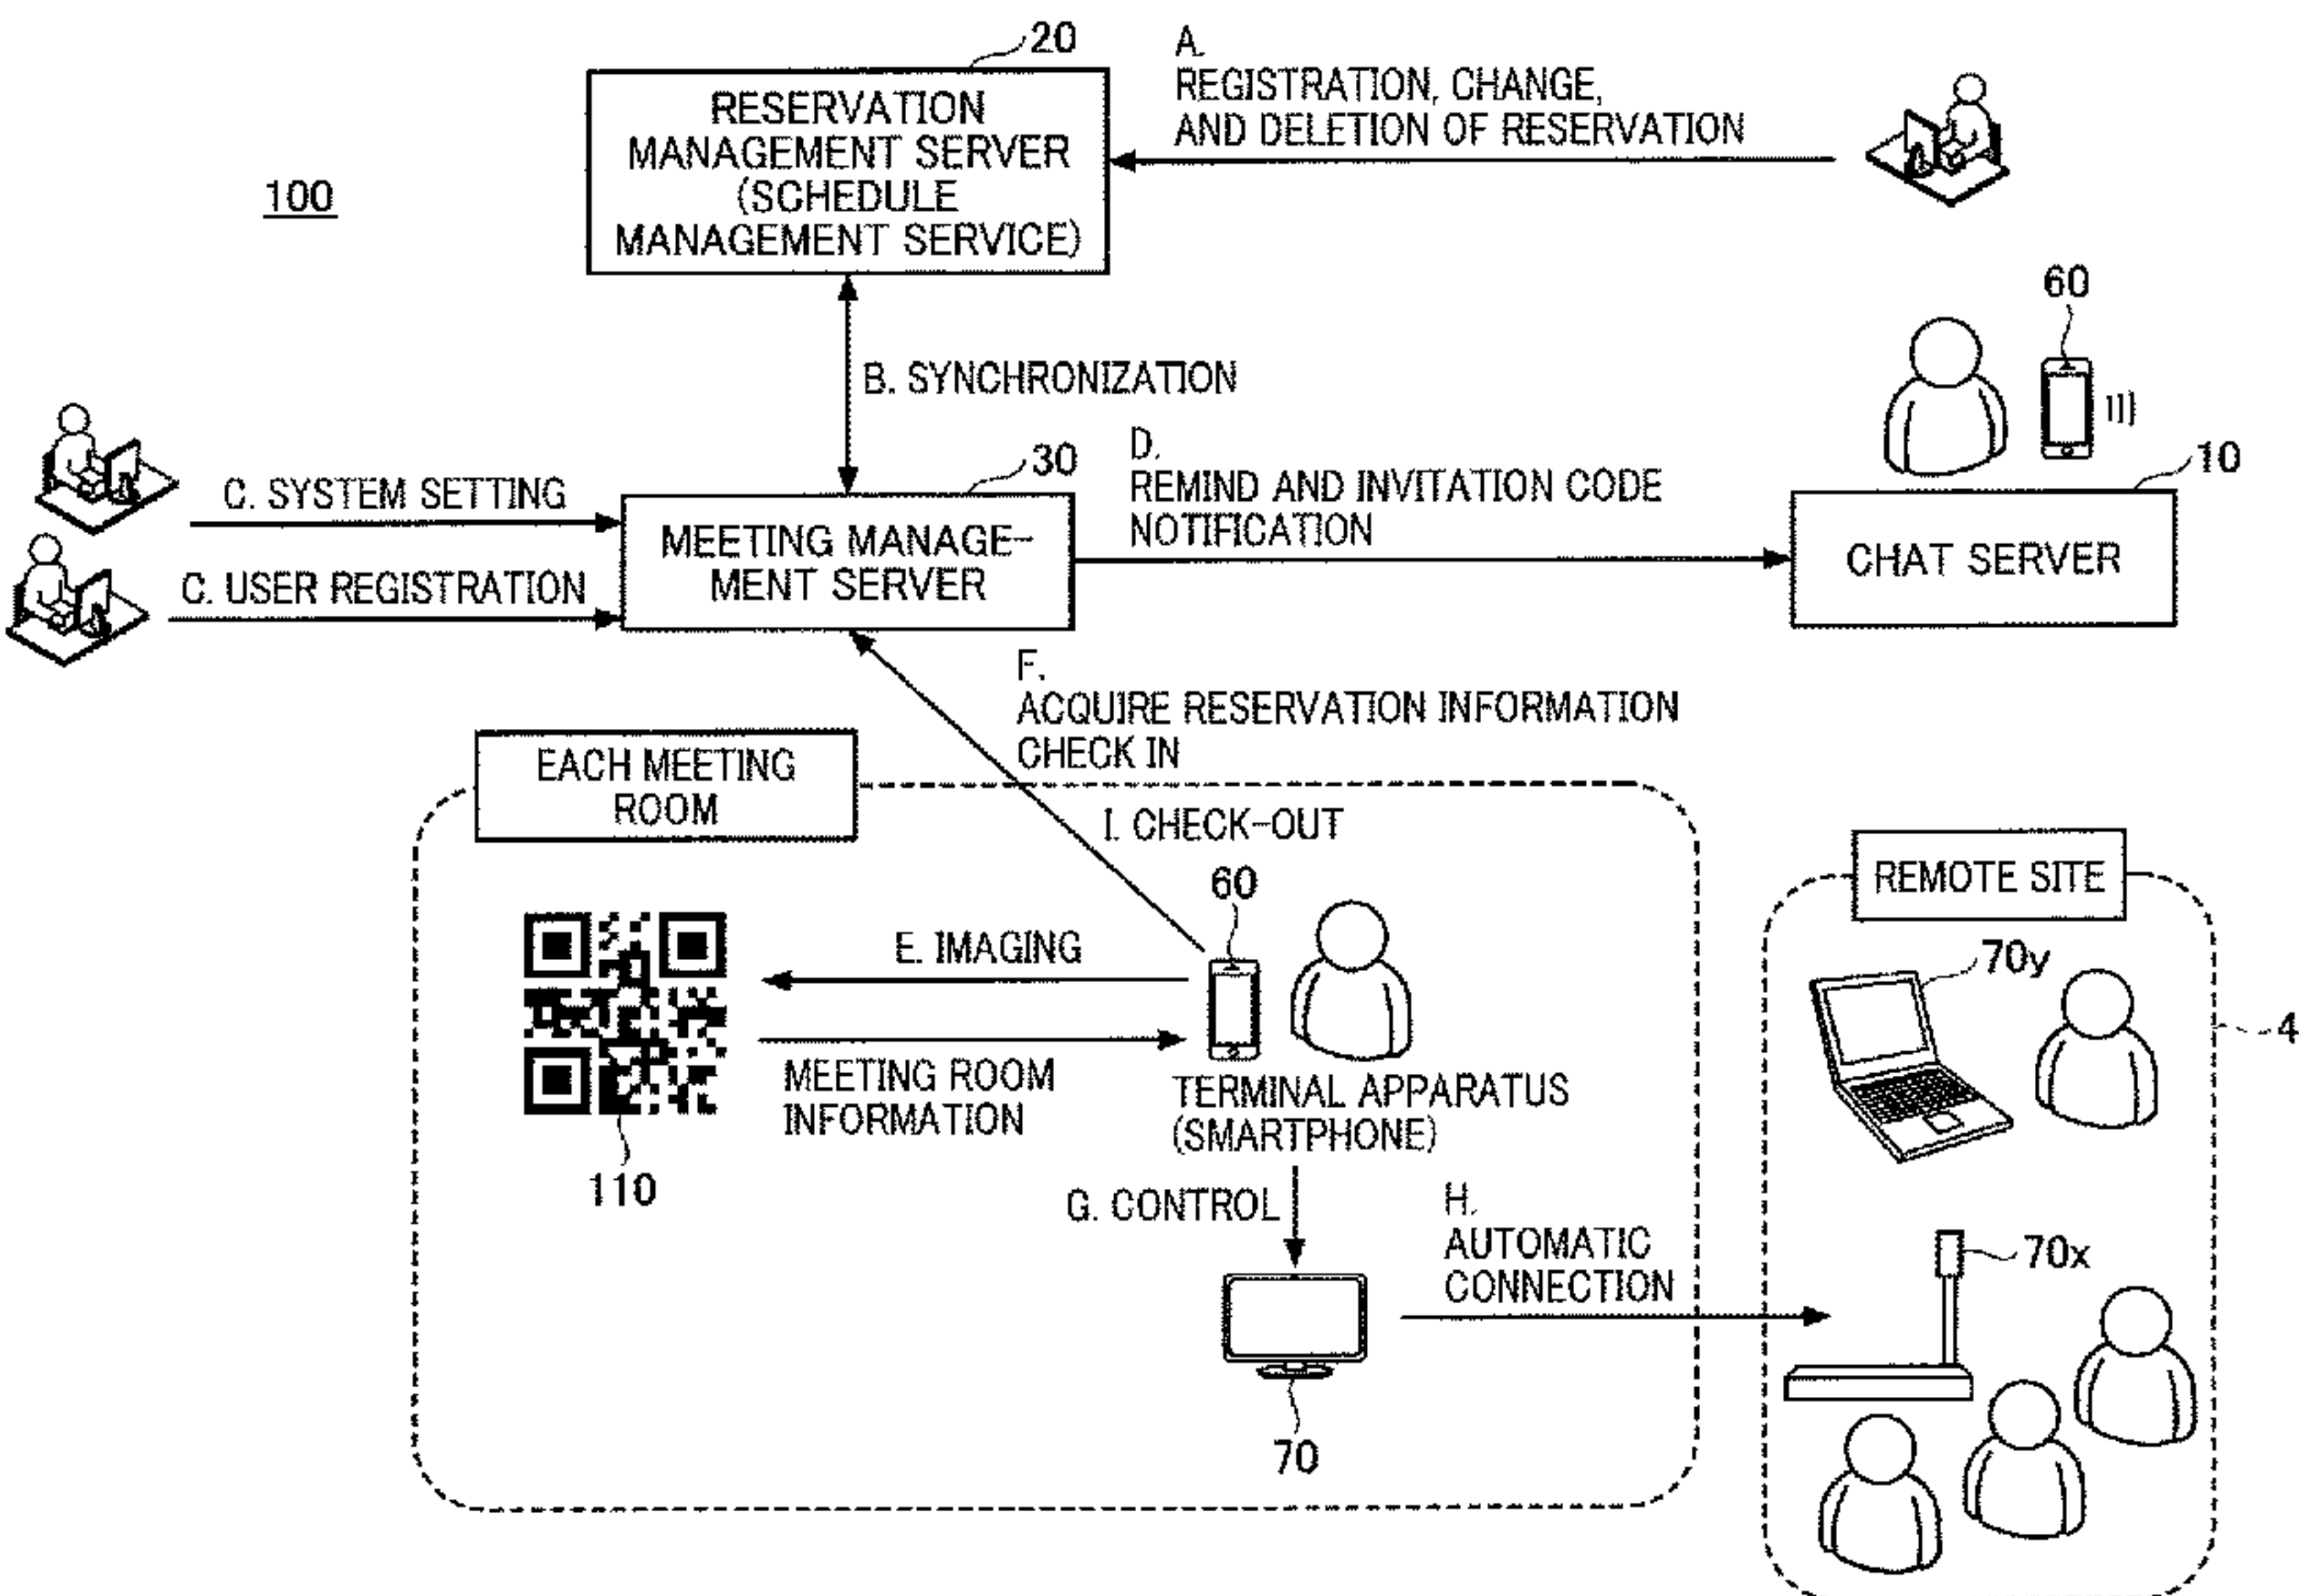 20
A.
REGISTRATION, CHANGE,
AND DELETION OF RESERVATION
RESERVATION
MANAGEMENT SERVER
(SCHEDULE
MANAGEMENT SERVICE)
100
60
B. SYNCHRONIZATION
30
D.
REMIND AND INVITATION CODE
NOTIFICATION
10
C. SYSTEM SETTING
C. USER REGISTRATION
MEETING MANAGE-
MENT SERVER
CHAT SERVER
F.
ACQUIRE RESERVATION INFORMATION
CHECK IN
EACH MEETING
ROOM
I. CHECK-OUT
REMOTE SITE
60
E. IMAGING
70y
4
MEETING ROOM
INFORMATION
TERMINAL APPARATUS
(SMARTPHONE)
110
G. CONTROL
H.
AUTOMATIC
CONNECTION
70x
70